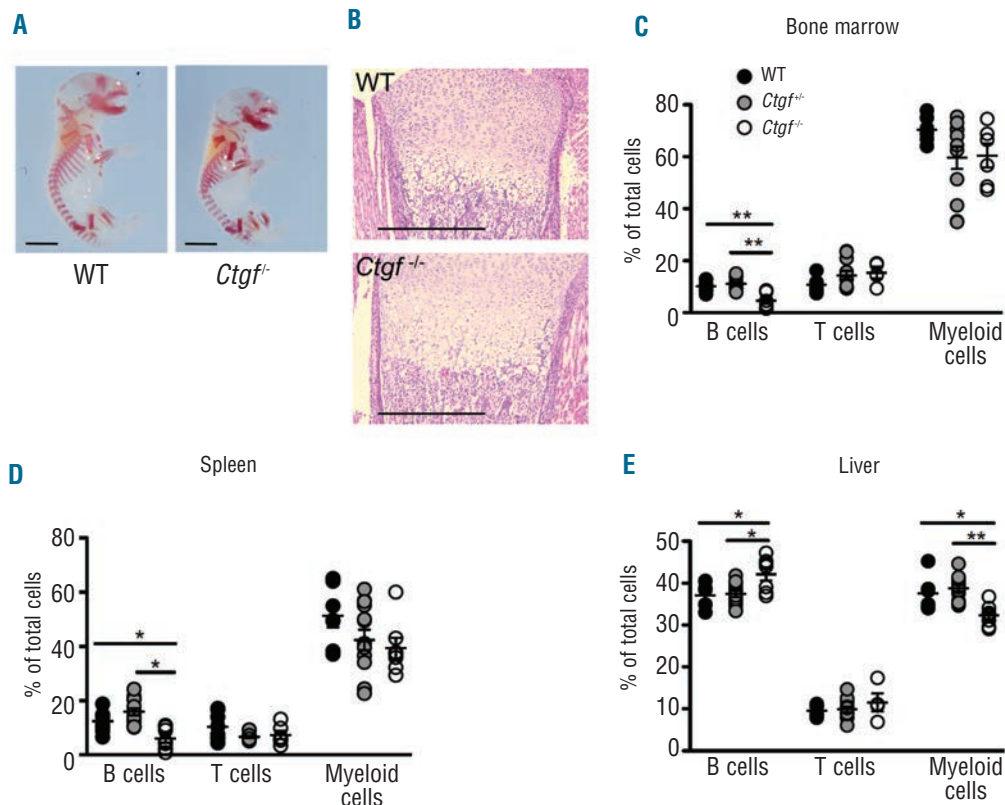 A
WT
Ctgf/-
B
WT
Ctgf -/-
C
Bone marrow
WT
Ctgf+/-
Ctgf-/-
% of total cells
80
60
40
20
0
**
**
B cells
T cells
Myeloid
cells
D
Spleen
% of total cells
80
60
40
20
0
*
*
B cells
T cells
Myeloid
cells
E
Liver
% of total cells
50
40
30
20
10
0
*
*
*
**
B cells
T cells
Myeloid
cells